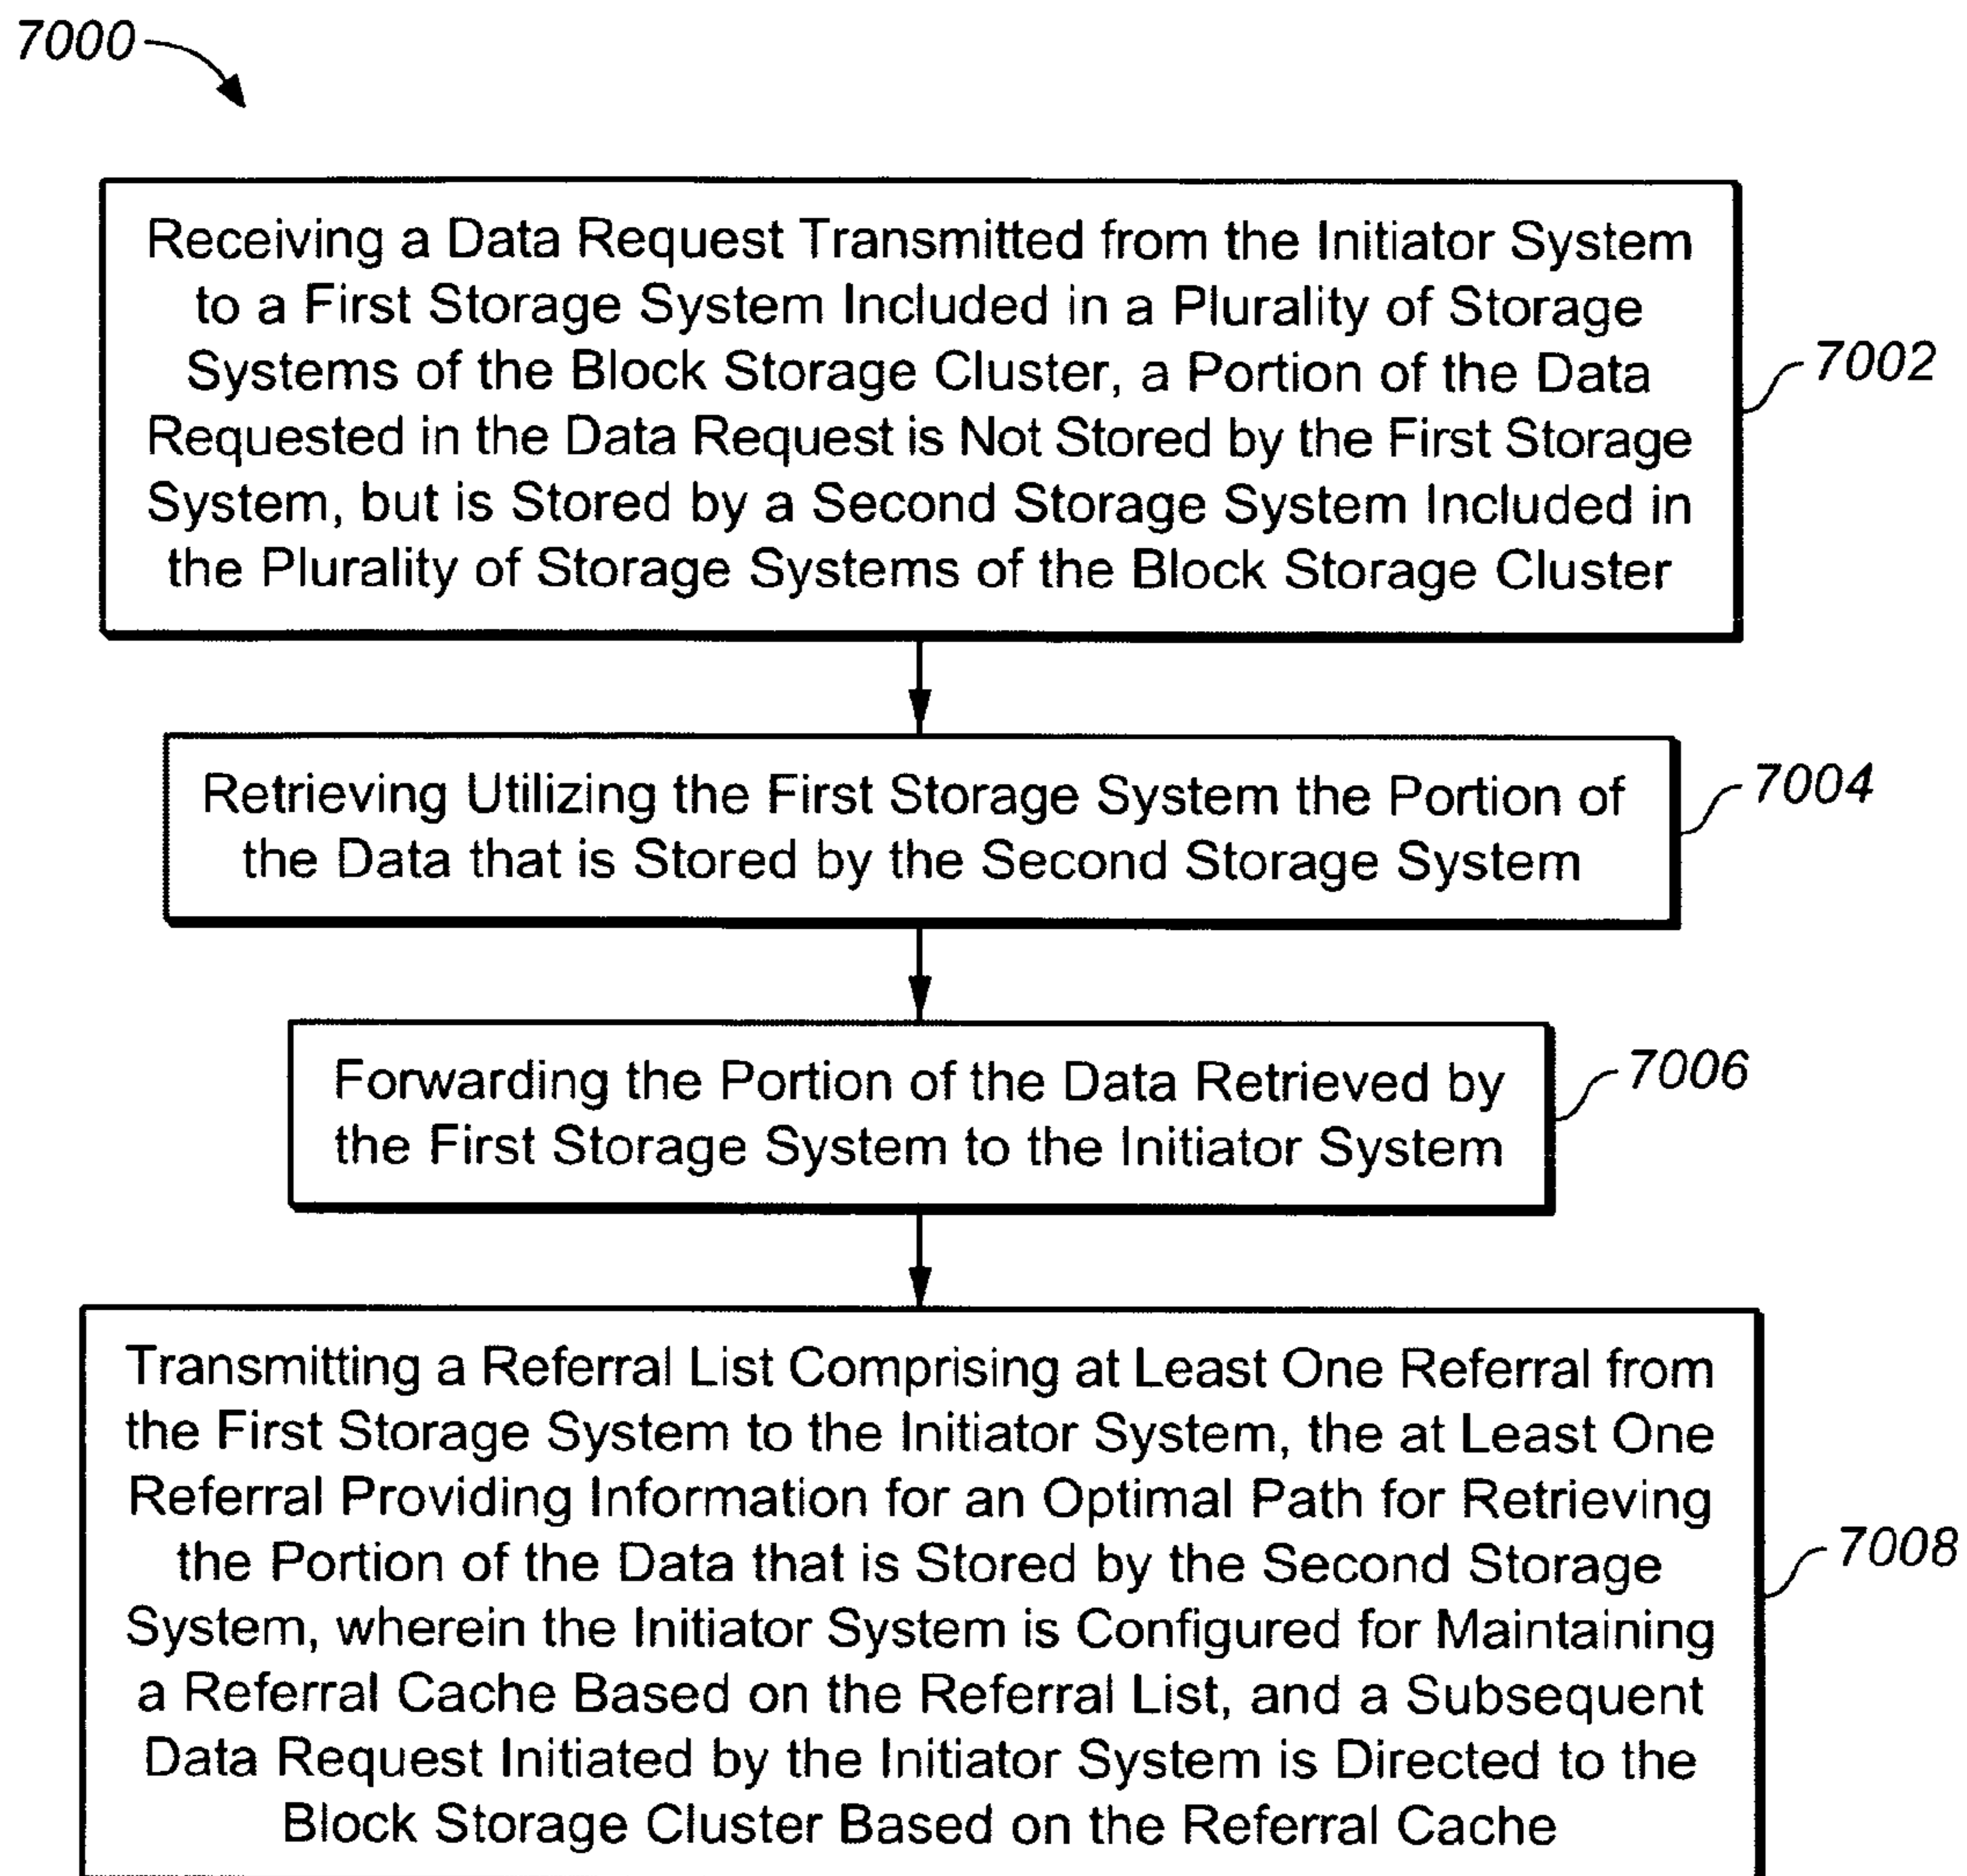 7000
Receiving a Data Request Transmitted from the Initiator System
to a First Storage System Included in a Plurality of Storage
Systems of the Block Storage Cluster, a Portion of the Data
Requested in the Data Request is Not Stored by the First Storage
System, but is Stored by a Second Storage System Included in
the Plurality of Storage Systems of the Block Storage Cluster
7002
Retrieving Utilizing the First Storage System the Portion of
the Data that is Stored by the Second Storage System
7004
Forwarding the Portion of the Data Retrieved by
the First Storage System to the Initiator System
7006
Transmitting a Referral List Comprising at Least One Referral from
the First Storage System to the Initiator System, the at Least One
Referral Providing Information for an Optimal Path for Retrieving
the Portion of the Data that is Stored by the Second Storage
System, wherein the Initiator System is Configured for Maintaining
a Referral Cache Based on the Referral List, and a Subsequent
Data Request Initiated by the Initiator System is Directed to the
Block Storage Cluster Based on the Referral Cache
7008